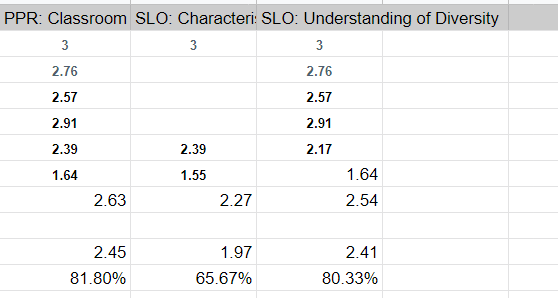 PPR: Classroom SLO: Characteri SLO: Understanding of Diversity
3 3 3
2.76 2.76
2.57 2.57
2.91 2.91
2.39 2.39 2.17
1.64 1.55 1.64
2.63 2.27 2.54
2.45 1.97 2.41
81.80% 65.67% 80.33%